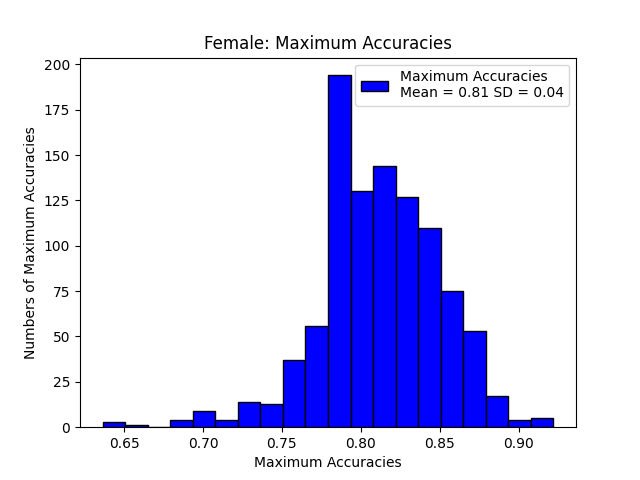 Female: Maximum Accuracies
Maximum Accuracies
Mean = 0.81 SD = 0.04
Numbers of Maximum Accuracies
200
175
150
125
100
75
50
25
0
0.65 0.70 0.75 0.80 0.85 0.90
Maximum Accuracies